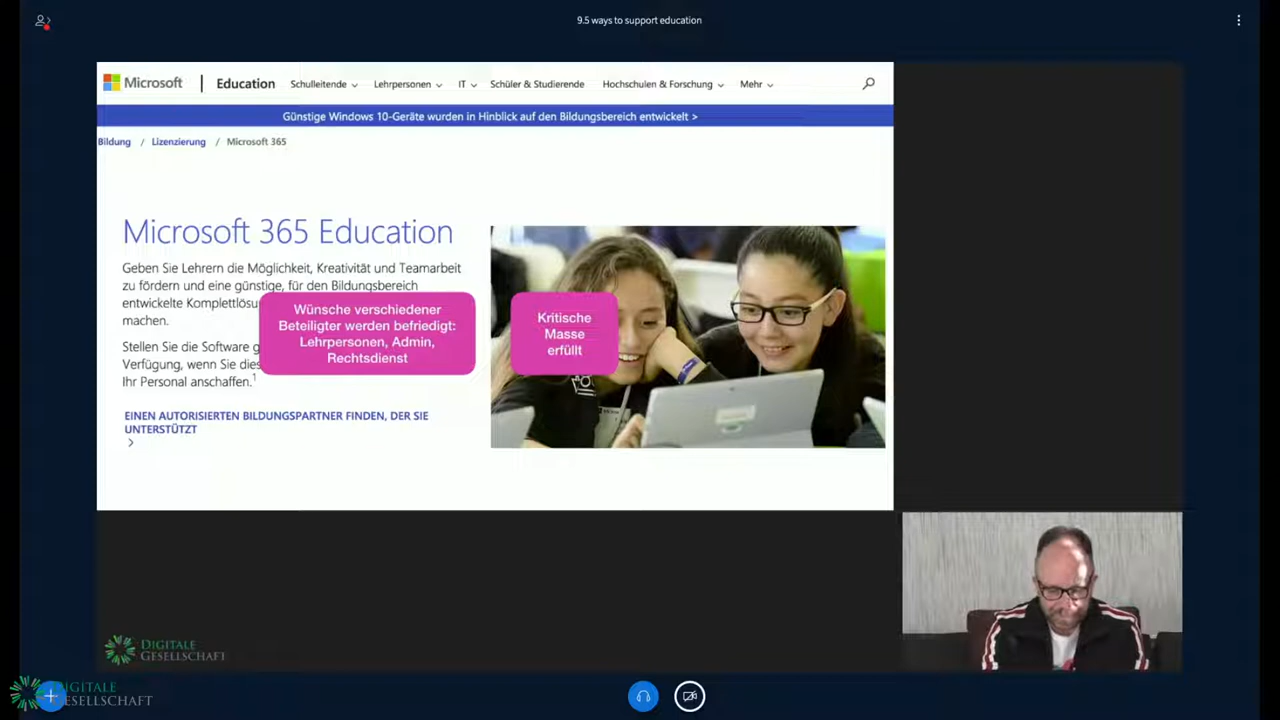 9.5 ways to support education
Microsoft | Education Schulleitende Lehrpersonen IT Schüler & Studierende Hochschulen & Forschung Mehr
Günstige Windows 10-Geräte wurden in Hinblick auf den Bildungsbereich entwickelt >
Bildung / Lizenzierung / Microsoft 365
Microsoft 365 Education
Geben Sie Lehrern die Möglichkeit, Kreativität und Teamarbeit
zu fördern und eine günstige, für den Bildungsbereich
entwickelte Komplettlösu
machen.
Stellen Sie die Software g
Verfügung, wenn Sie dies
Ihr Personal anschaffen.1
EINEN AUTORISIERTEN BILDUNGSPARTNER FINDEN, DER SIE
UNTERSTÜTZT
>
Wünsche verschiedener
Beteiligter werden befriedigt:
Lehrpersonen, Admin,
Rechtsdienst
Kritische
Masse
erfüllt
DIGITALE
GESELLSCHAFT
DIGITALE
GESELLSCHAFT